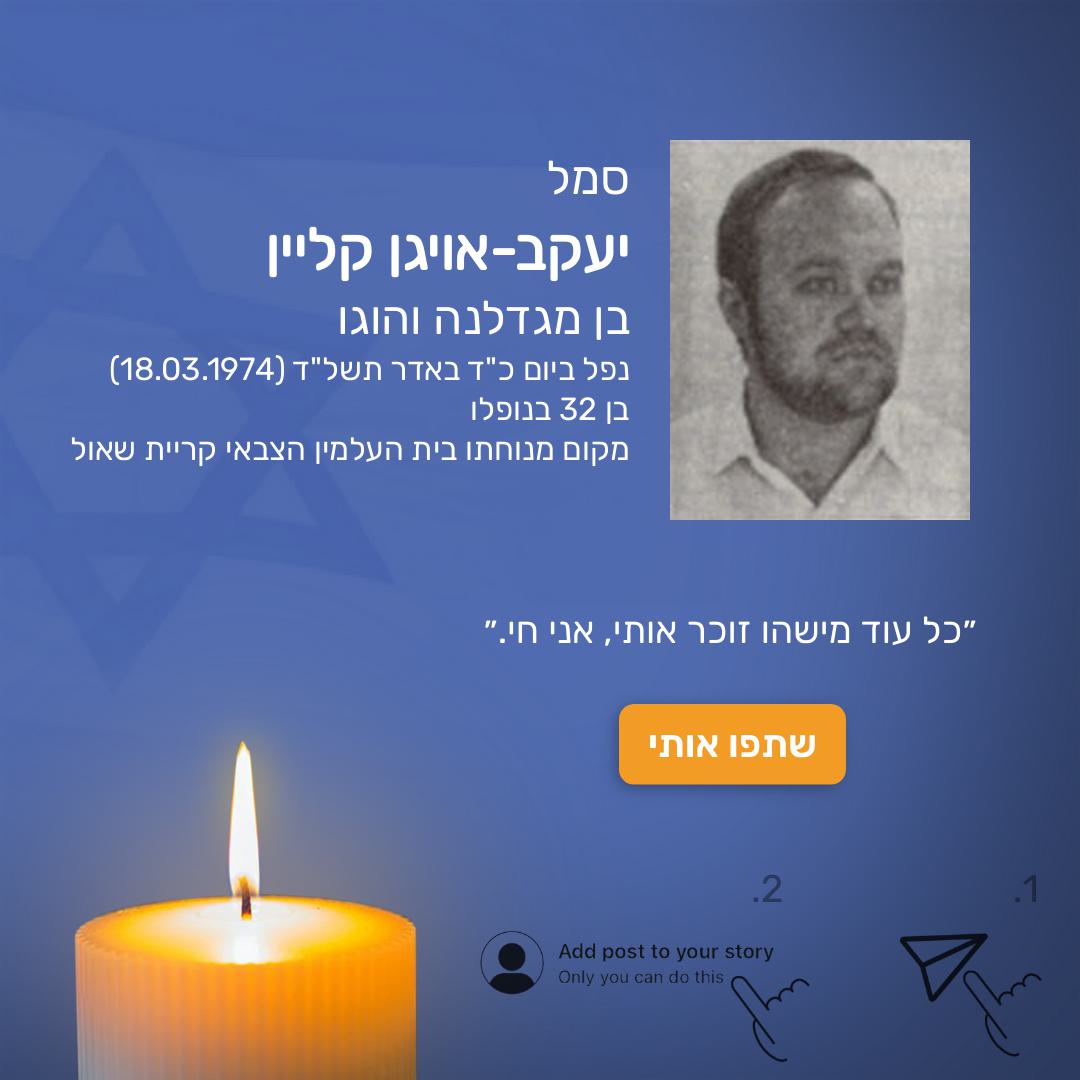 סמל
יעקב-אויגן קליין
בן מגדלנה והוגו
נפל ביום כ"ד באדר תשל"ד (18.03.1974)
בן 32 בנופלו
מקום מנוחתו בית העלמין הצבאי קריית שאול
״כל עוד מישהו זוכר אותי, אני חי.״
שתפו אותי
1.
2.
Add post to your story
Only you can do this